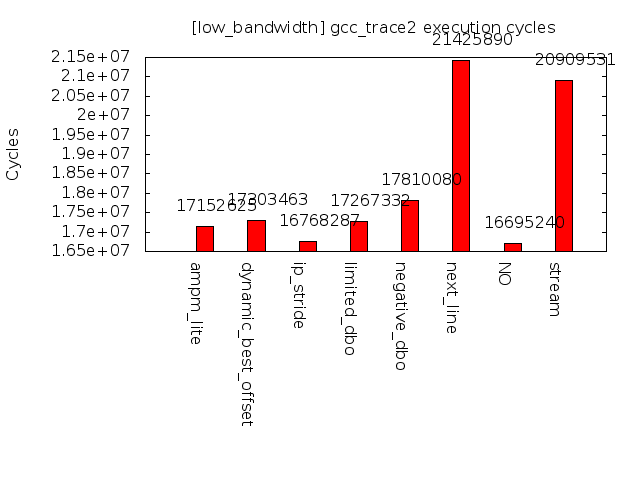 [low_bandwidth] gcc_trace2 execution cycles
21425890
20909531
17810080
17152625
17303463
17267332
16768287
16695240
Cycles
2.15e+07
2.1e+07
2.05e+07
2e+07
1.95e+07
1.9e+07
1.85e+07
1.8e+07
1.75e+07
1.7e+07
1.65e+07
ampm_lite
dynamic_best_offset
ip_stride
limited_dbo
negative_dbo
next_line
NO
stream